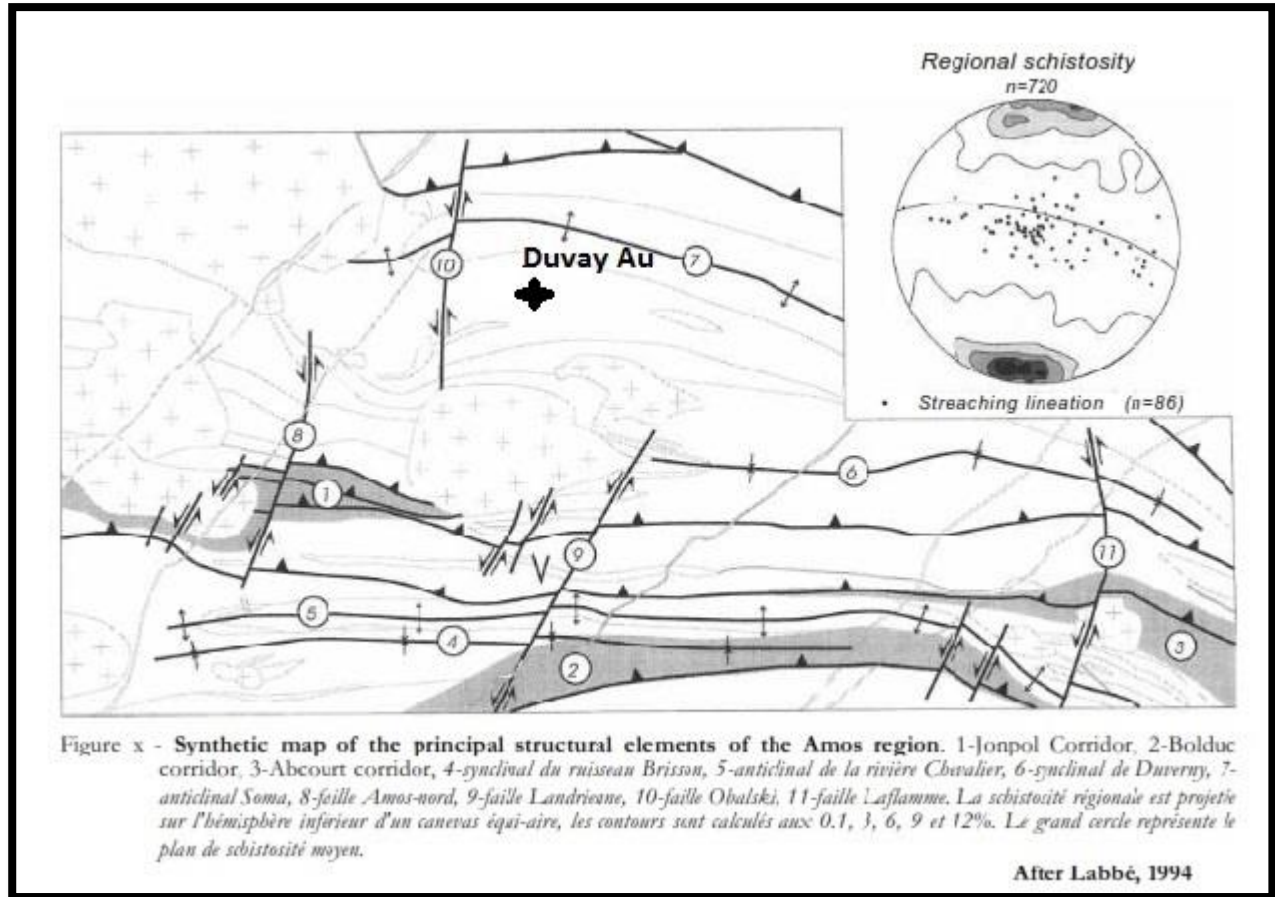 Regional schistosity
n=720
Duvay Au
10
7
• Streaching lineation (n=86)
8
6
1
9
11
5
4
2
3
Figure x - Synthetic map of the principal structural elements of the Amos region. 1-Jonpol Corridor, 2-Bolduc
corridor, 3-Abcourt corridor, 4-synclinal du ruisseau Brisson, 5-anticlinal de la rivière Chevalier, 6-synclinal de Duverny, 7-
anticlinal Soma, 8-faille Amos-nord, 9-faille Landrienne, 10-faille Obalski, 11-faille Laflamme. La schistosité régionale est projetée
sur l'hémisphère inferieur d'un canevas équi-aire, les contours sont calculés aux 0.1, 3, 6, 9 et 12%. Le grand cercle représente le
plan de schistosité moyen.
After Labbé, 1994